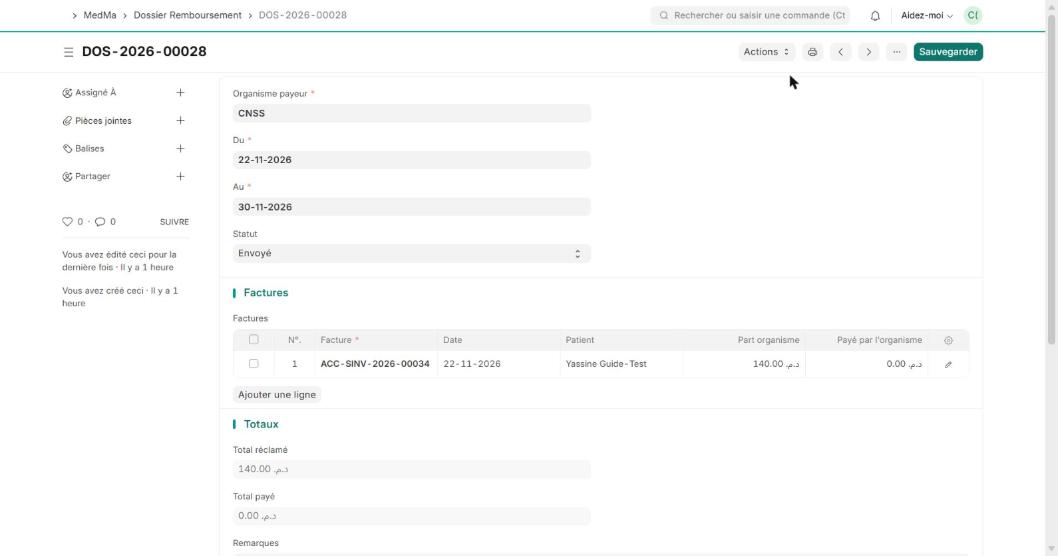 MedMa > Dossier Remboursement > DOS-2026-00028
Rechercher ou saisir une commande (Ct
Aidez-moi
C(
DOS-2026-00028
Actions
Sauvegarder
Assigné À
Pièces jointes
Balises
Partager
0 · 0 SUIVRE
Vous avez édité ceci pour la
dernière fois · Il y a 1 heure
Vous avez créé ceci · Il y a 1
heure
Organisme payeur *
CNSS
Du *
22-11-2026
Au *
30-11-2026
Statut
Envoyé
Factures
Factures
N°. Facture * Date Patient Part organisme Payé par l'organisme
1 ACC-SINV-2026-00034 22-11-2026 Yassine Guide-Test 140.00 د.م. 0.00 د.م.
Ajouter une ligne
Totaux
Total réclamé
140.00 د.م.
Total payé
0.00 د.م.
Remarques